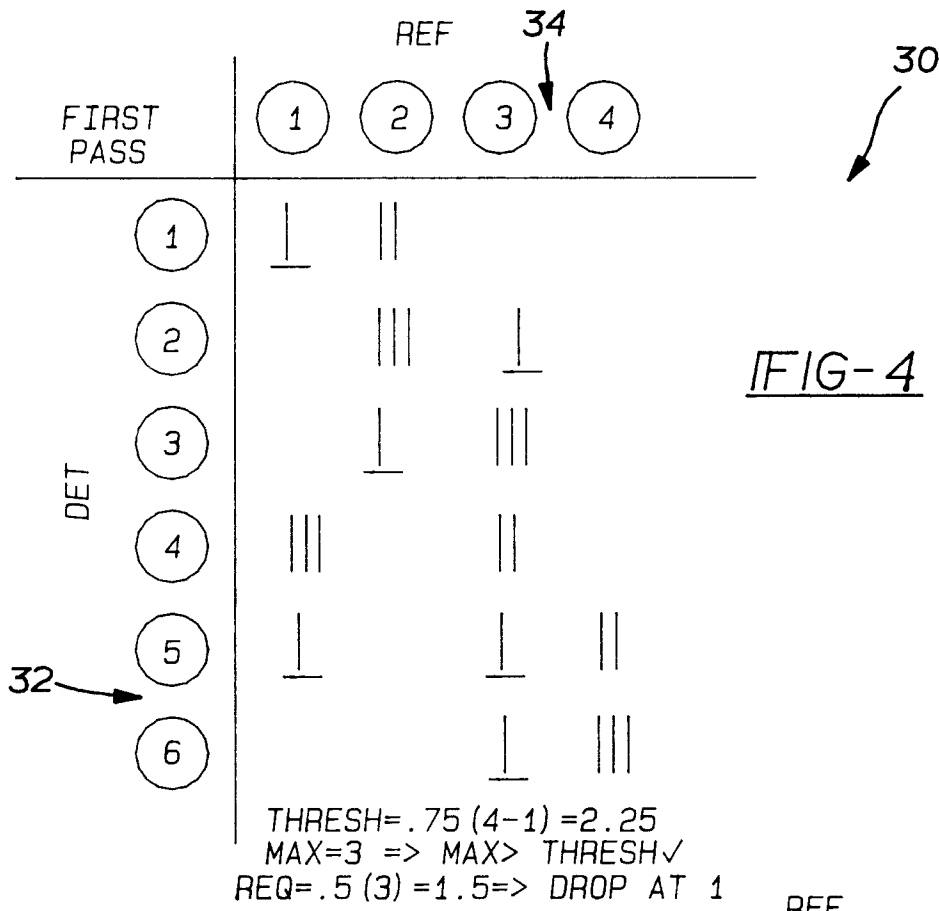 REF
34
30
FIRST
PASS
1 2 3 4
1 | ||
2 ||| |
3 | |||
DET
4 ||| ||
5 | | ||
32
6 | |||
FIG-4
THRESH=.75(4-1)=2.25
MAX=3 => MAX> THRESH✓
REQ=.5(3)=1.5=> DROP AT 1
REF